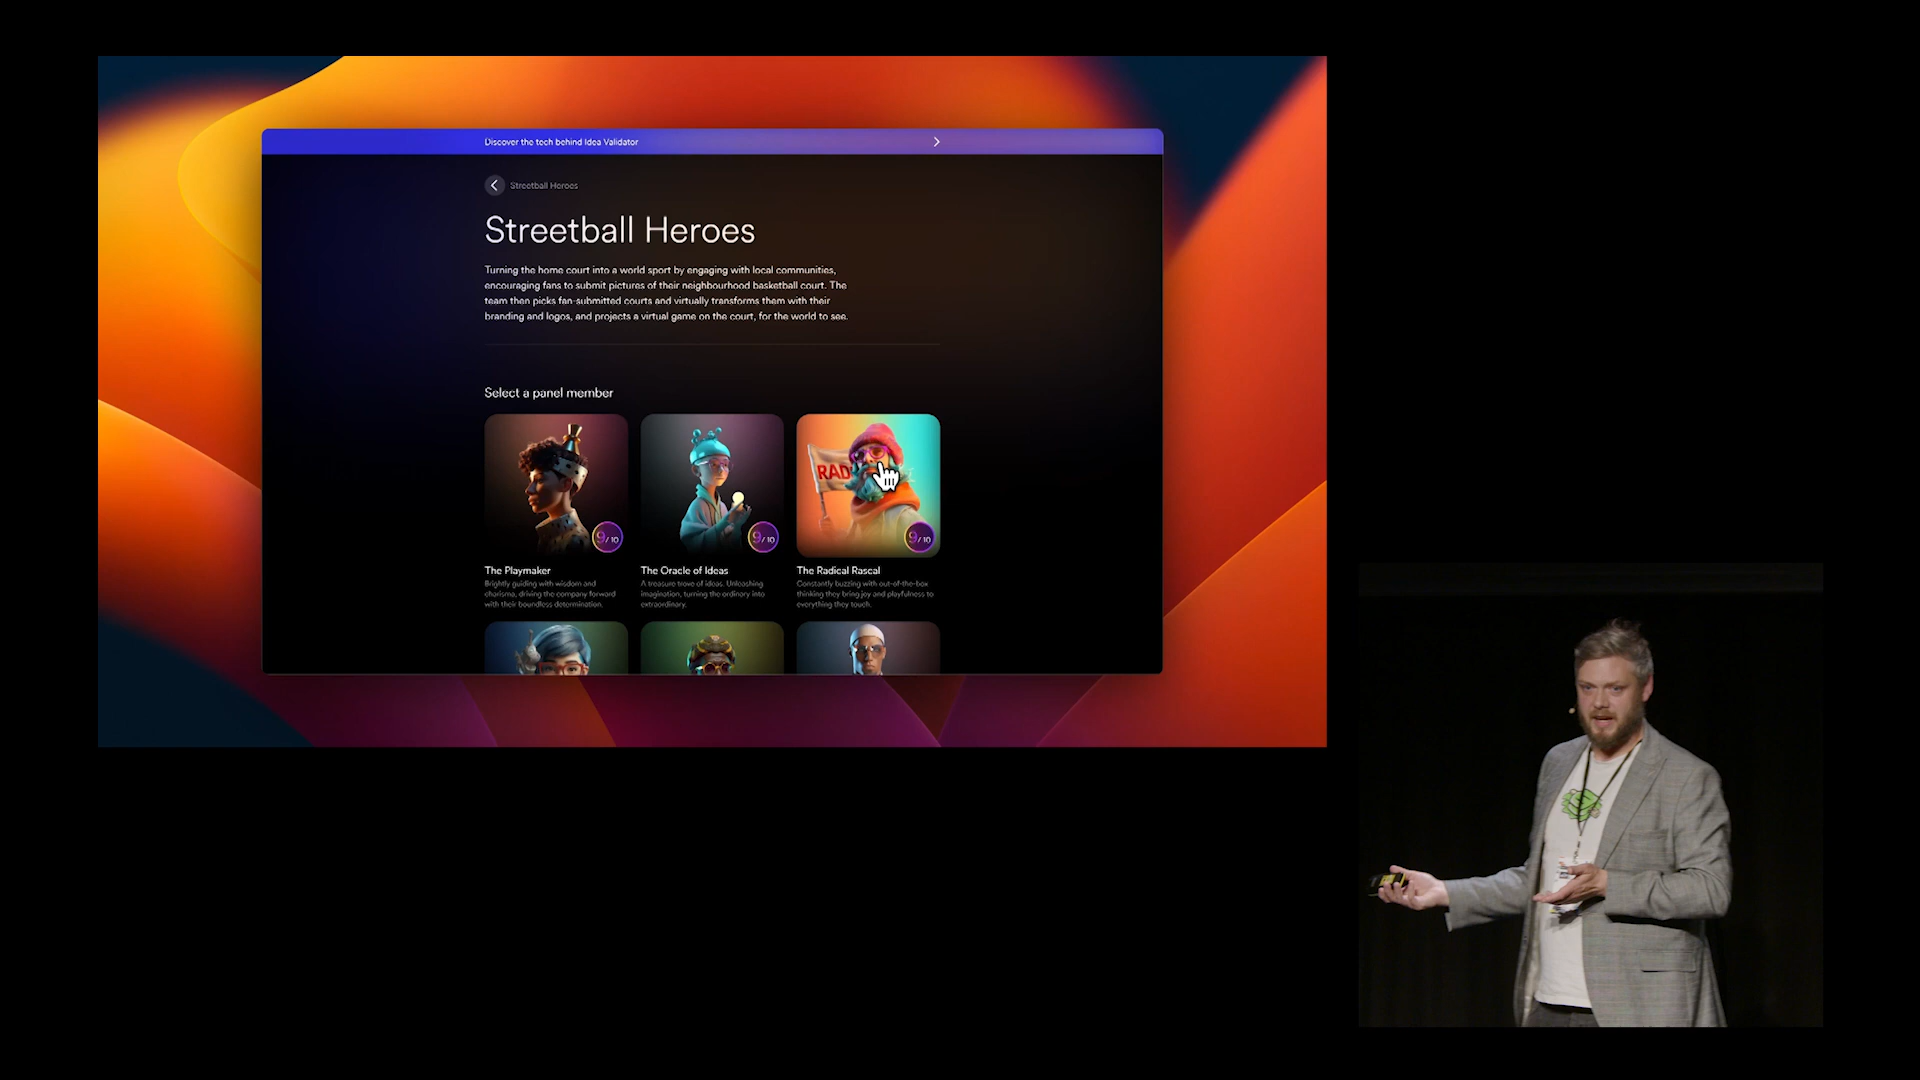 Discover the tech behind Idea Validator
Streetball Heroes
Streetball Heroes
Turning the home court into a world sport by engaging with local communities,
encouraging fans to submit pictures of their neighbourhood basketball court. The
team then picks fan-submitted courts and virtually transforms them with their
branding and logos, and projects a virtual game on the court, for the world to see.
Select a panel member
RAD
9/10
9/10
9/10
The Playmaker
Brightly guiding with wisdom and
charisma, driving the company forward
with their boundless determination.
The Oracle of Ideas
A treasure trove of ideas. Unleashing
imagination, turning the ordinary into
extraordinary.
The Radical Rascal
Constantly buzzing with out-of-the-box
thinking they bring joy and playfulness to
everything they touch.